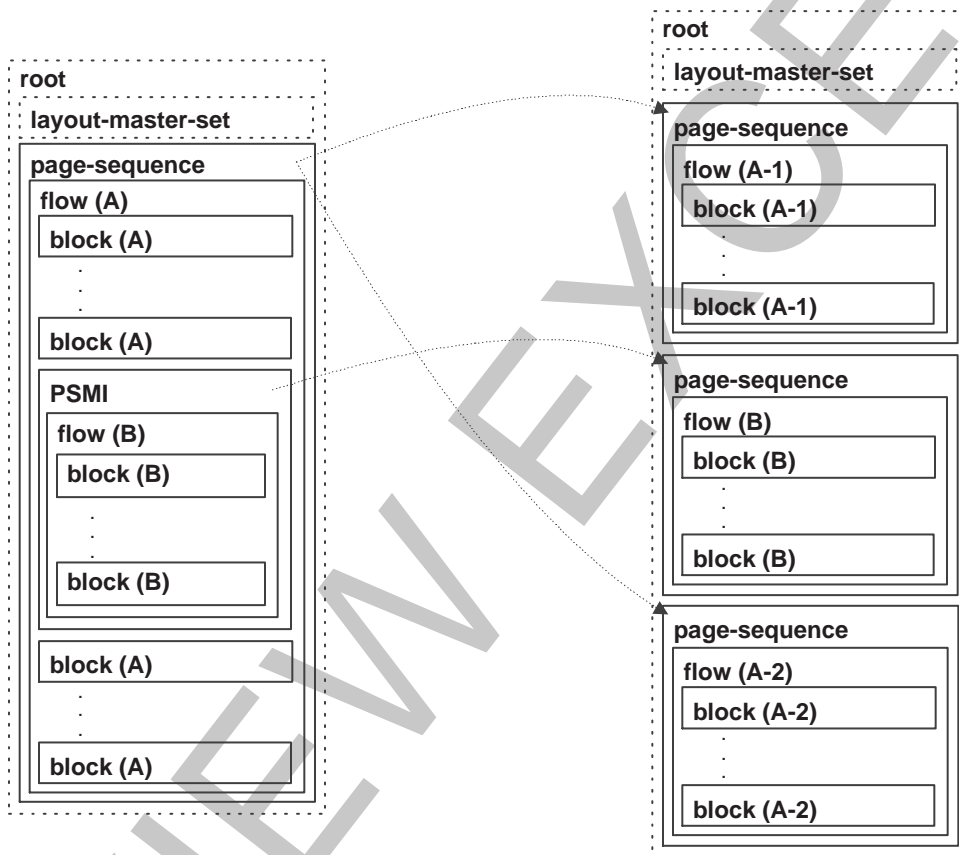 root
layout-master-set
page-sequence
flow (A)
block (A)
.
.
.
block (A)
PSMI
flow (B)
block (B)
.
.
.
block (B)
block (A)
.
.
.
block (A)
root
layout-master-set
page-sequence
flow (A-1)
block (A-1)
.
.
.
block (A-1)
page-sequence
flow (B)
block (B)
.
.
.
block (B)
page-sequence
flow (A-2)
block (A-2)
.
.
.
block (A-2)